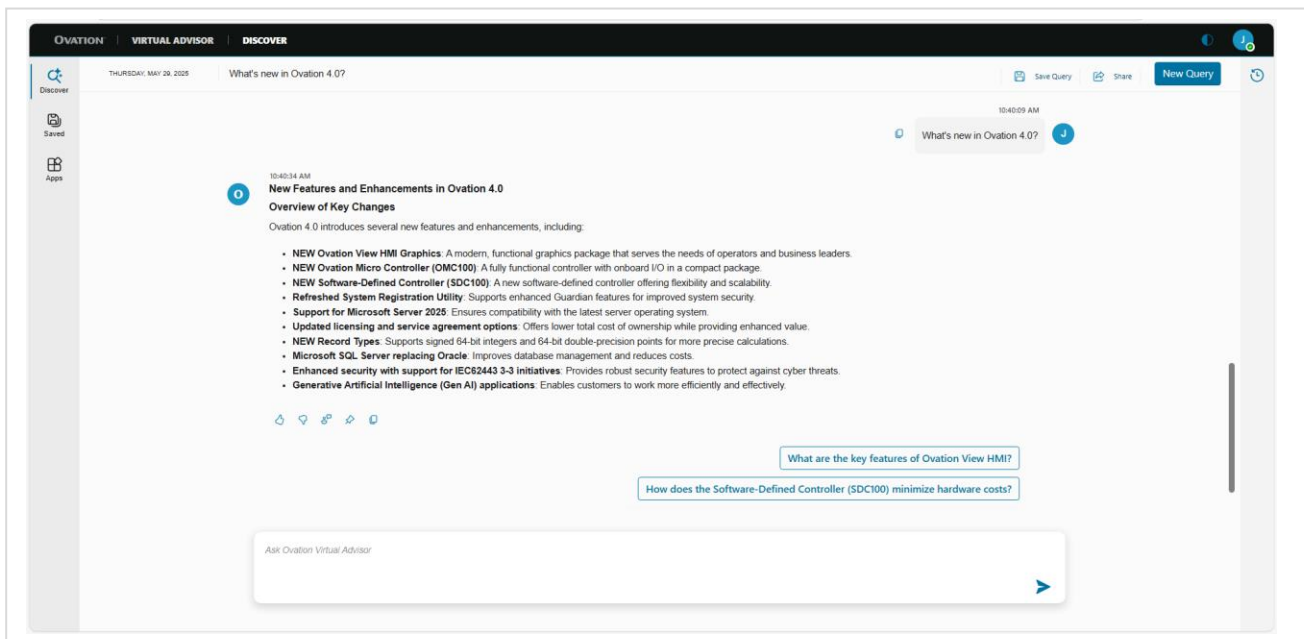 OVATION | VIRTUAL ADVISOR | DISCOVER
J
Discover
Saved
Apps
THURSDAY, MAY 29, 2025
What's new in Ovation 4.0?
Save Query
Share
New Query
10:40:09 AM
What's new in Ovation 4.0?
J
10:40:34 AM
O
New Features and Enhancements in Ovation 4.0
Overview of Key Changes
Ovation 4.0 introduces several new features and enhancements, including:
• NEW Ovation View HMI Graphics: A modern, functional graphics package that serves the needs of operators and business leaders.
• NEW Ovation Micro Controller (OMC100): A fully functional controller with onboard I/O in a compact package.
• NEW Software-Defined Controller (SDC100): A new software-defined controller offering flexibility and scalability.
• Refreshed System Registration Utility: Supports enhanced Guardian features for improved system security.
• Support for Microsoft Server 2025: Ensures compatibility with the latest server operating system.
• Updated licensing and service agreement options: Offers lower total cost of ownership while providing enhanced value.
• NEW Record Types: Supports signed 64-bit integers and 64-bit double-precision points for more precise calculations.
• Microsoft SQL Server replacing Oracle: Improves database management and reduces costs.
• Enhanced security with support for IEC62443 3-3 initiatives: Provides robust security features to protect against cyber threats.
• Generative Artificial Intelligence (Gen AI) applications: Enables customers to work more efficiently and effectively.
What are the key features of Ovation View HMI?
How does the Software-Defined Controller (SDC100) minimize hardware costs?
Ask Ovation Virtual Advisor